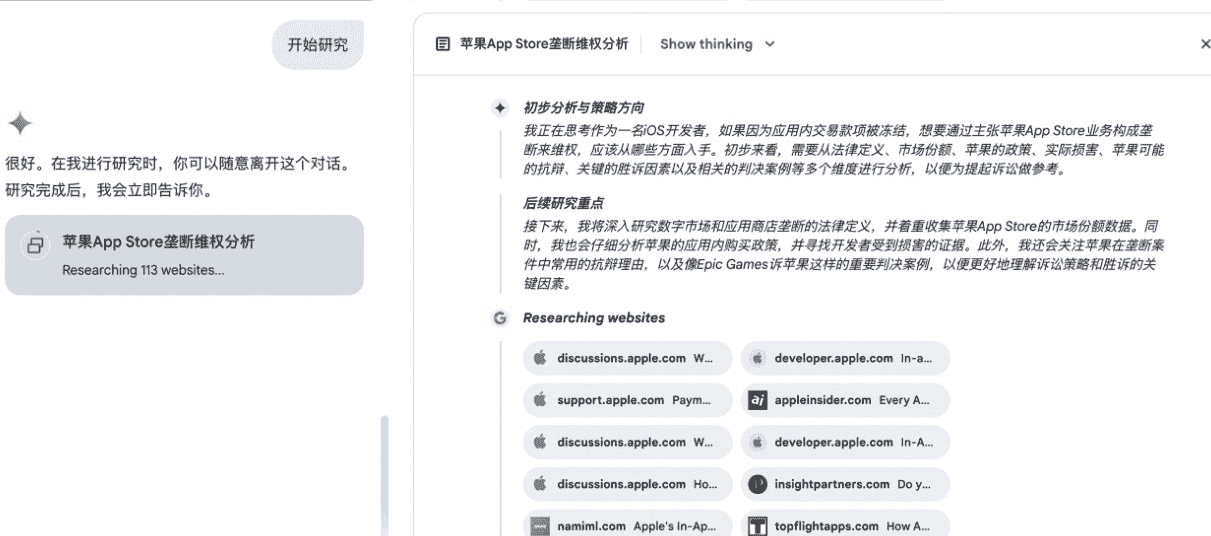 开始研究
很好。在我进行研究时，你可以随意离开这个对话。
研究完成后，我会立即告诉你。
苹果App Store垄断维权分析
Researching 113 websites...
苹果App Store垄断维权分析 Show thinking
初步分析与策略方向
我正在思考作为一名iOS开发者，如果因为应用内交易款项被冻结，想要通过主张苹果App Store业务构成垄
断来维权，应该从哪些方面入手。初步来看，需要从法律定义、市场份额、苹果的政策、实际损害、苹果可能
的抗辩、关键的胜诉因素以及相关的判决案例等多个维度进行分析，以便为提起诉讼做参考。
后续研究重点
接下来，我将深入研究数字市场和应用商店垄断的法律定义，并着重收集苹果App Store的市场份额数据。同
时，我也会仔细分析苹果的应用内购买政策，并寻找开发者受到损害的证据。此外，我还会关注苹果在垄断案
件中常用的抗辩理由，以及像Epic Games诉苹果这样的重要判决案例，以便更好地理解诉讼策略和胜诉的关
键因素。
Researching websites
discussions.apple.com W... developer.apple.com In-a...
support.apple.com Paym... appleinsider.com Every A...
discussions.apple.com W... developer.apple.com In-A...
discussions.apple.com Ho... insightpartners.com Do y...
namiml.com Apple's In-Ap... topflightapps.com How A...